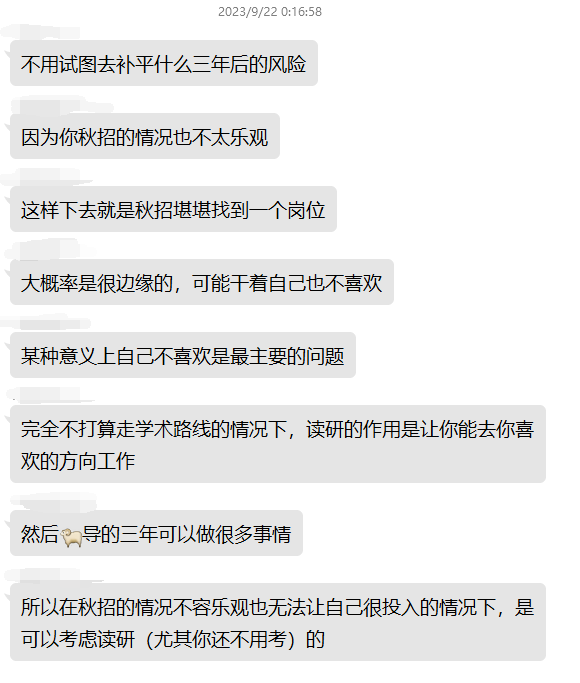 2023/9/22 0:16:58
不用试图去补平什么三年后的风险
因为你秋招的情况也不太乐观
这样下去就是秋招堪堪找到一个岗位
大概率是很边缘的，可能干着自己也不喜欢
某种意义上自己不喜欢是最主要的问题
完全不打算走学术路线的情况下，读研的作用是让你能去你喜
欢的方向工作
然后🐑导的三年可以做很多事情
所以在秋招的情况不容乐观也无法让自己很投入的情况下，是
可以考虑读研（尤其你还不用考）的